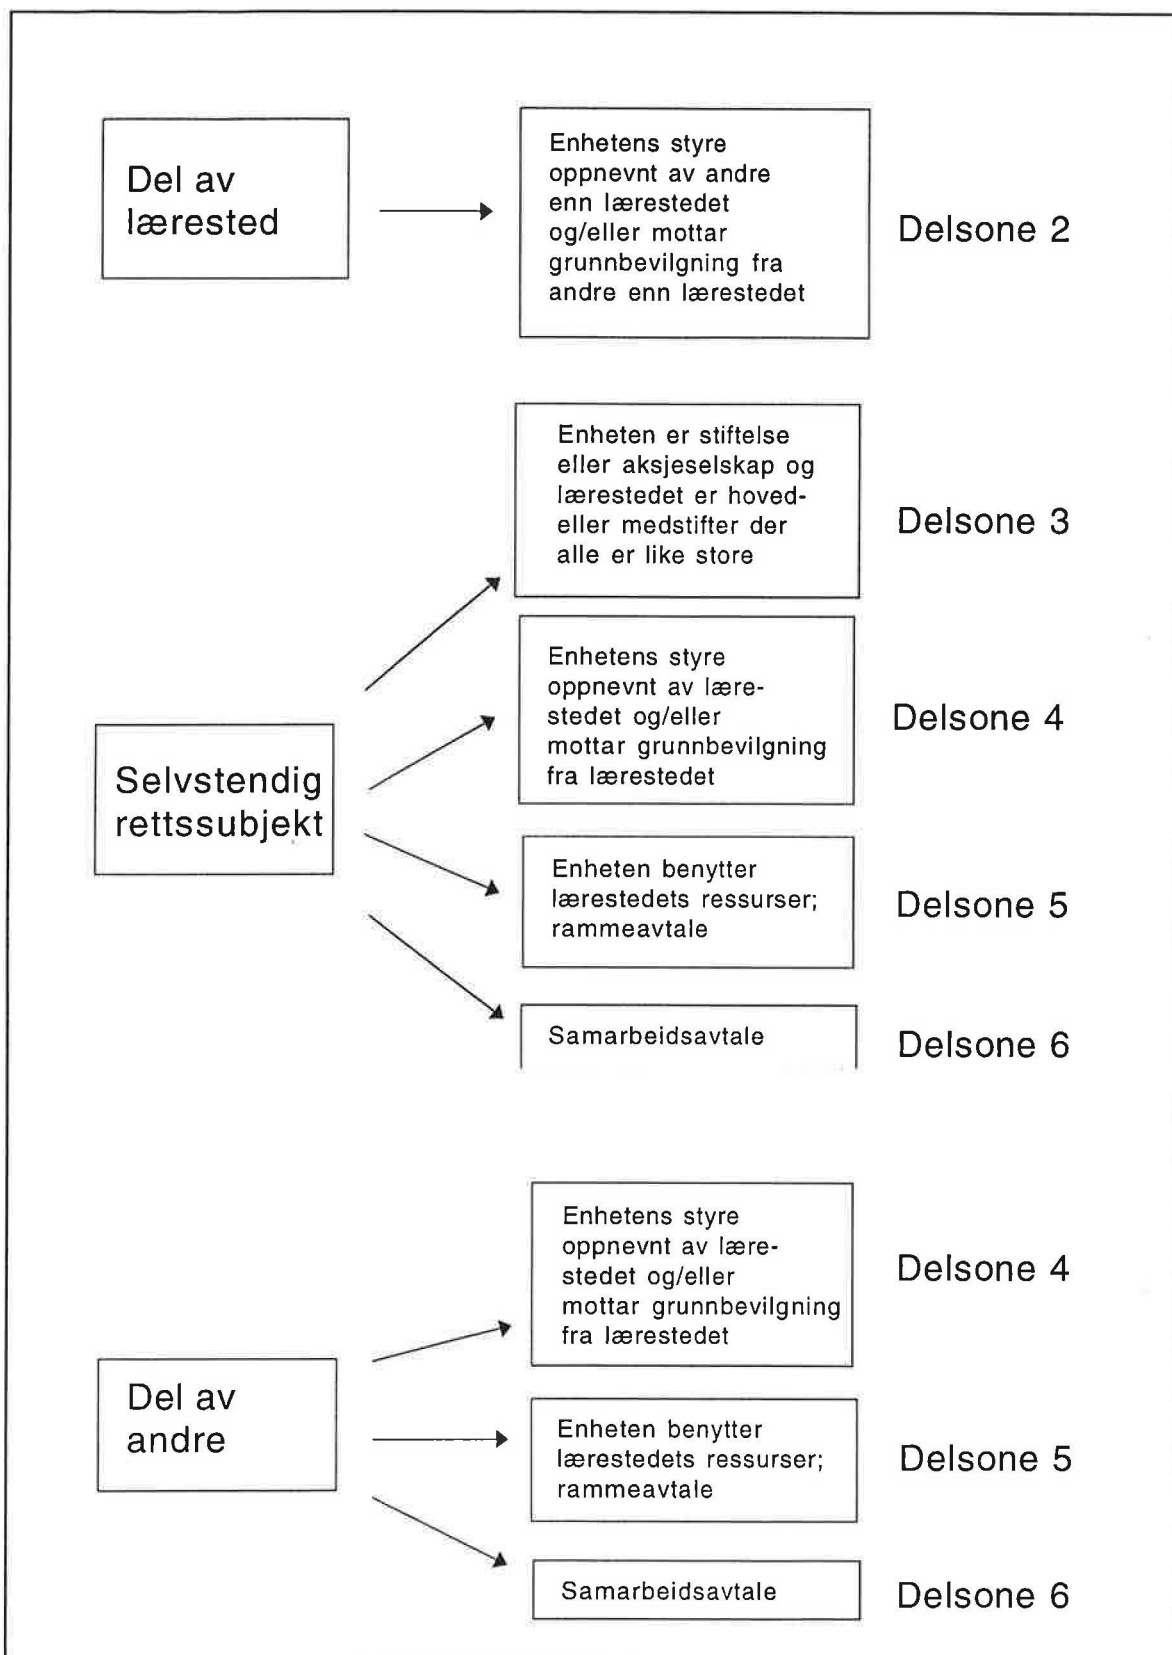 Del av
lærested
Enhetens styre
oppnevnt av andre
enn lærestedet
og/eller mottar
grunnbevilgning fra
andre enn lærestedet
Delsone 2
Enheten er stiftelse
eller aksjeselskap og
lærestedet er hoved-
eller medstifter der
alle er like store
Delsone 3
Selvstendig
rettssubjekt
Enhetens styre
oppnevnt av lære-
stedet og/eller
mottar grunnbevilgning
fra lærestedet
Delsone 4
Enheten benytter
lærestedets ressurser;
rammeavtale
Delsone 5
Samarbeidsavtale
Delsone 6
Del av
andre
Enhetens styre
oppnevnt av lære-
stedet og/eller
mottar grunnbevilgning
fra lærestedet
Delsone 4
Enheten benytter
lærestedets ressurser;
rammeavtale
Delsone 5
Samarbeidsavtale
Delsone 6